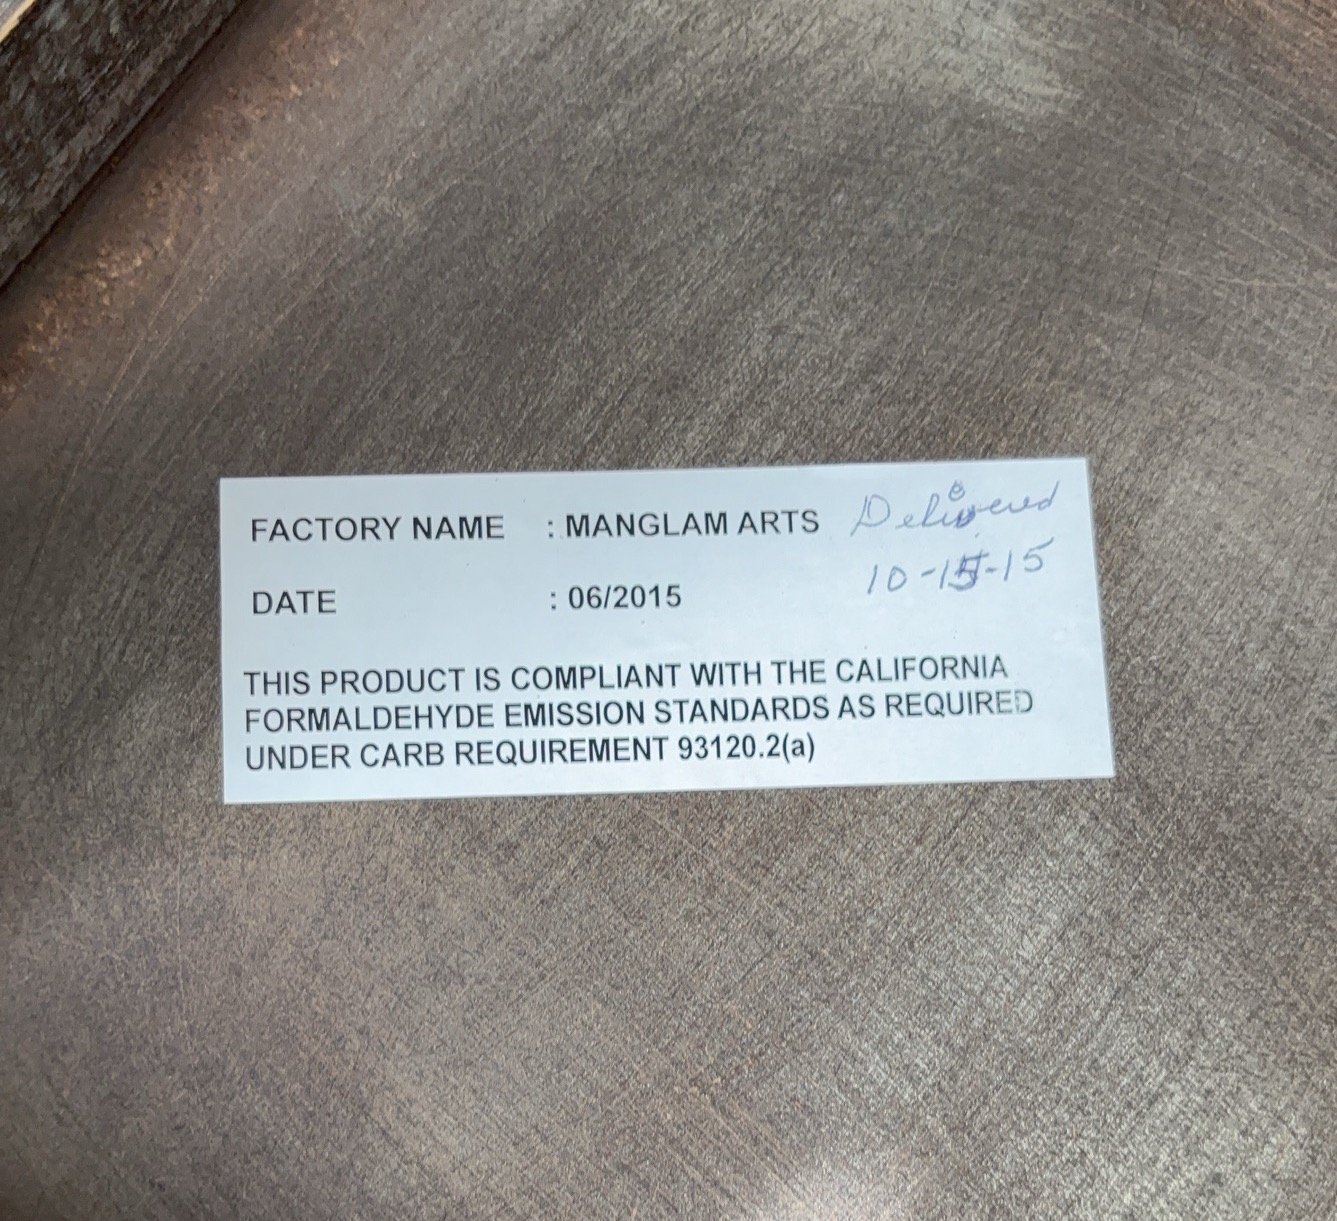 FACTORY NAME : MANGLAM ARTS
Delivered
10-15-15
DATE : 06/2015
THIS PRODUCT IS COMPLIANT WITH THE CALIFORNIA
FORMALDEHYDE EMISSION STANDARDS AS REQUIRED
UNDER CARB REQUIREMENT 93120.2(a)